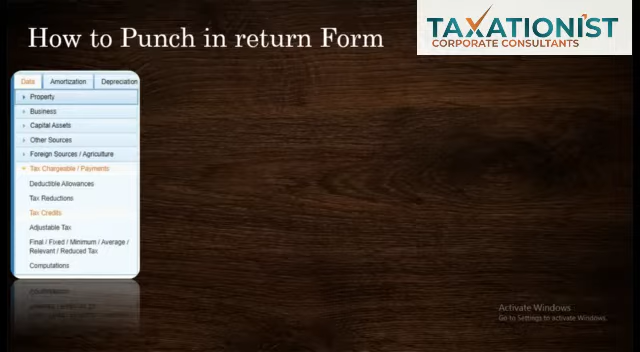 How to Punch in return Form
TAXATIONIST
CORPORATE CONSULTANTS
Data Amortization Depreciation
Property
Business
Capital Assets
Other Sources
Foreign Sources / Agriculture
Tax Chargeable / Payments
Deductible Allowances
Tax Reductions
Tax Credits
Adjustable Tax
Final / Fixed / Minimum / Average /
Relevant / Reduced Tax
Computations
Activate Windows
Go to Settings to activate Windows.